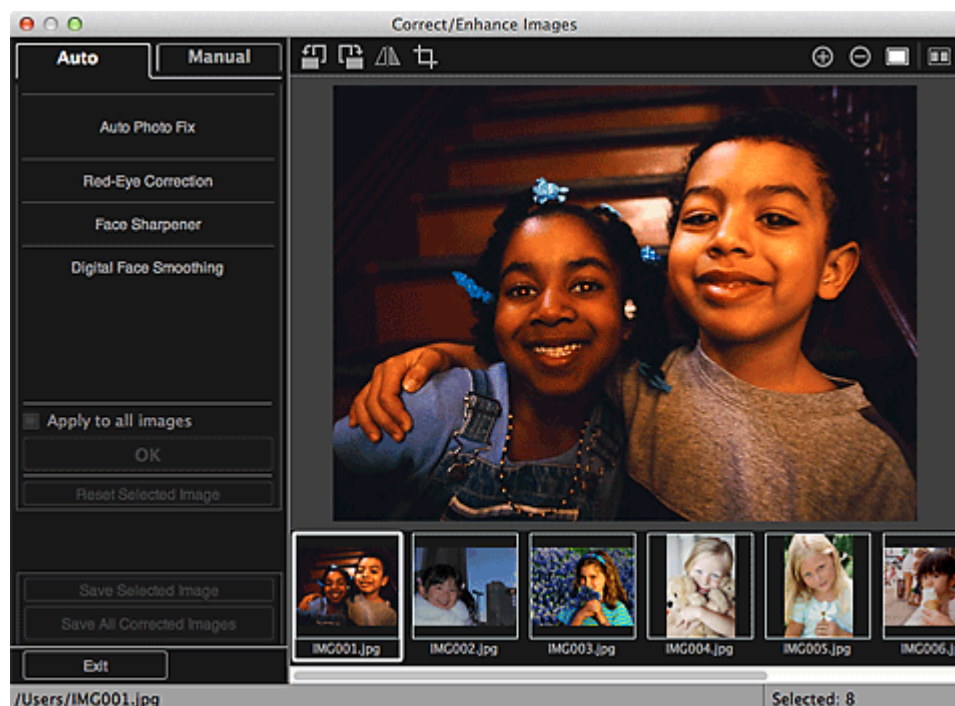 Correct/Enhance Images
Auto Manual
Auto Photo Fix
Red-Eye Correction
Face Sharpener
Digital Face Smoothing
Apply to all images
OK
Reset Selected Image
Save Selected Image
Save All Corrected Images
Exit
IMG001.jpg IMG002.jpg IMG003.jpg IMG004.jpg IMG005.jpg IMG006.j
/Users/IMG001.jpg Selected: 8